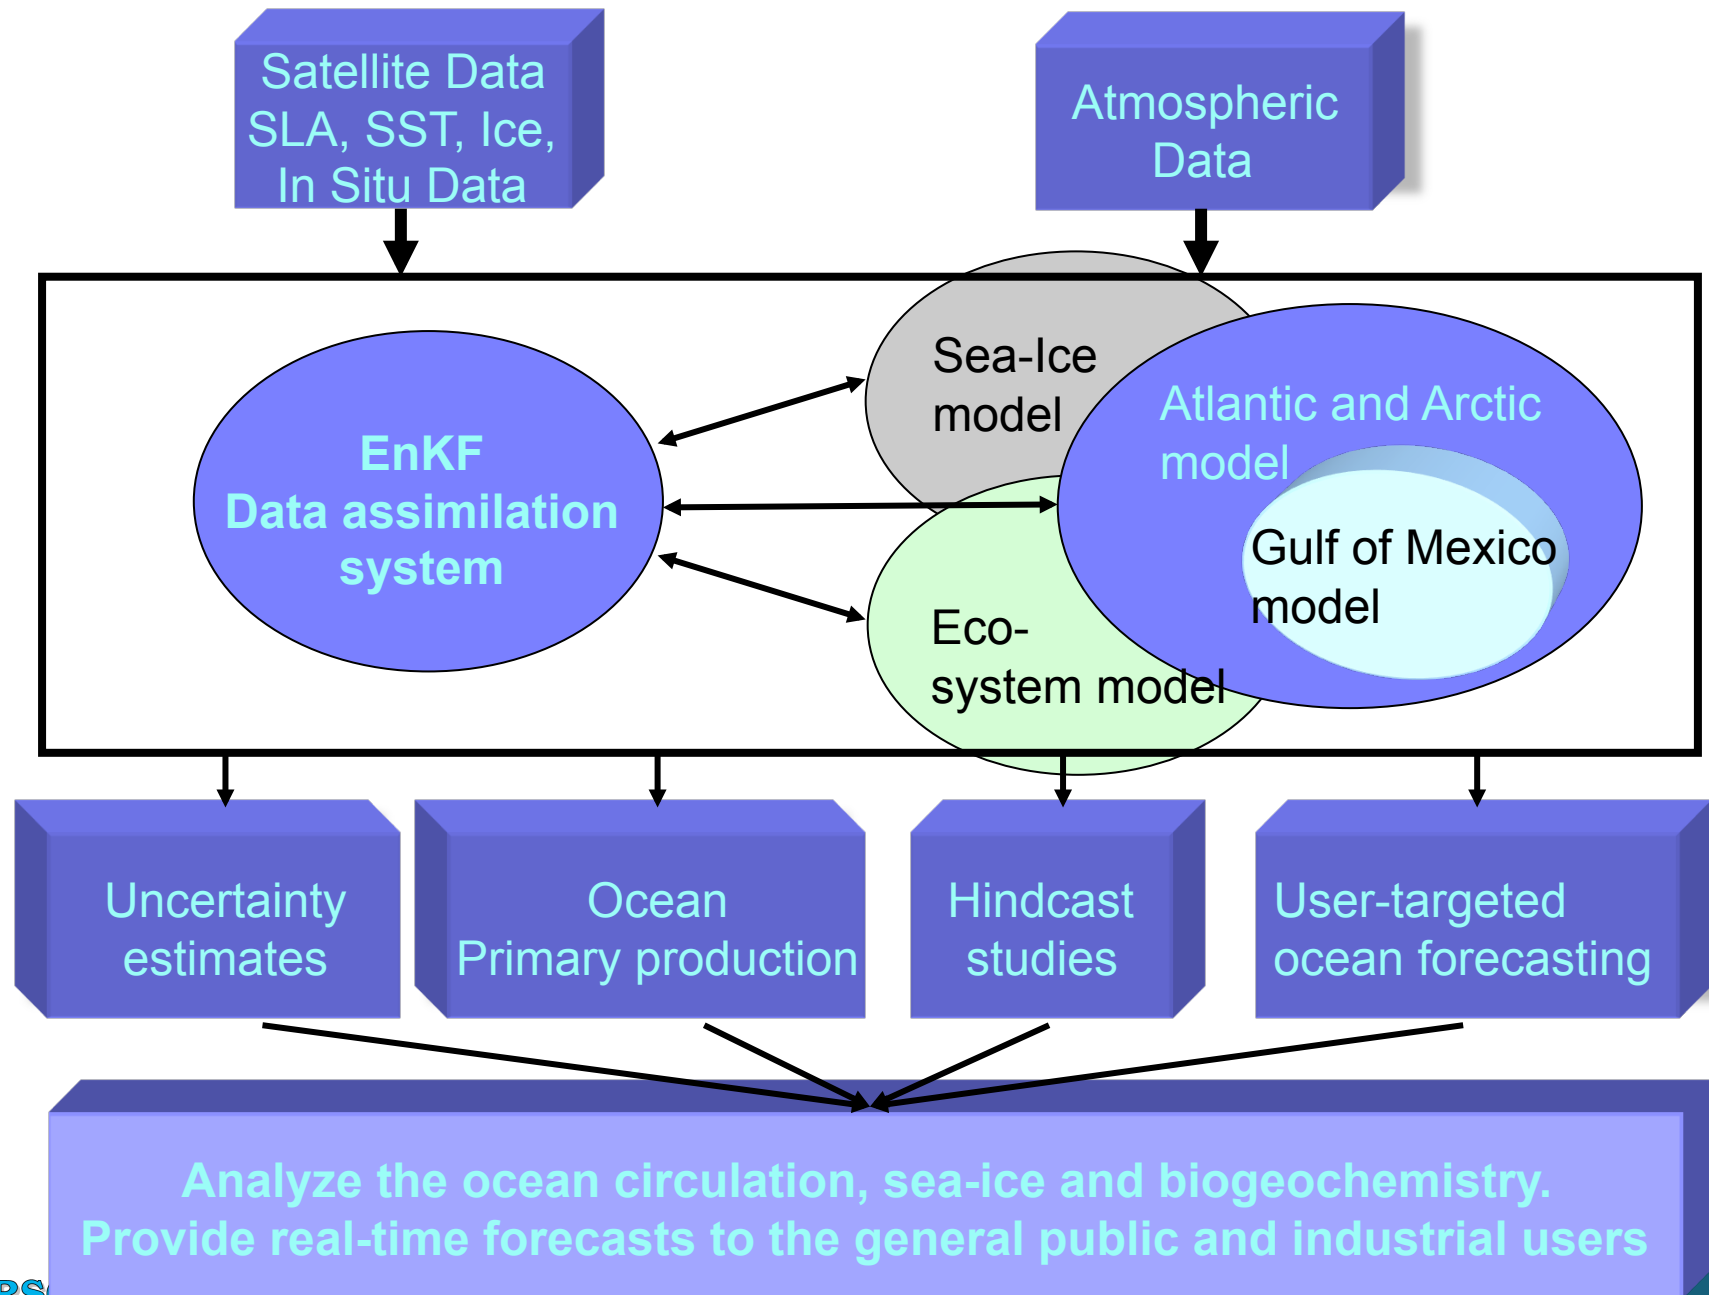 Satellite Data
SLA, SST, Ice,
In Situ Data
Atmospheric
Data
Sea-Ice
model
Atlantic and Arctic
model
EnKF
Data assimilation
system
Gulf of Mexico
model
Eco-
system model
Uncertainty
estimates
Ocean
Primary production
Hindcast
studies
User-targeted
ocean forecasting
Analyze the ocean circulation, sea-ice and biogeochemistry.
Provide real-time forecasts to the general public and industrial users